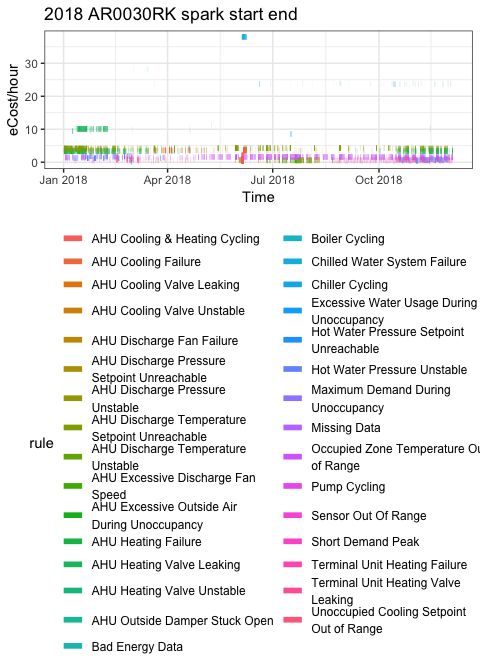 2018 AR0030RK spark start end
eCost/hour
30
20
10
0
Jan 2018
Apr 2018
Jul 2018
Oct 2018
Time
rule
AHU Cooling & Heating Cycling
AHU Cooling Failure
AHU Cooling Valve Leaking
AHU Cooling Valve Unstable
AHU Discharge Fan Failure
AHU Discharge Pressure
Setpoint Unreachable
AHU Discharge Pressure
Unstable
AHU Discharge Temperature
Setpoint Unreachable
AHU Discharge Temperature
Unstable
AHU Excessive Discharge Fan
Speed
AHU Excessive Outside Air
During Unoccupancy
AHU Heating Failure
AHU Heating Valve Leaking
AHU Heating Valve Unstable
AHU Outside Damper Stuck Open
Bad Energy Data
Boiler Cycling
Chilled Water System Failure
Chiller Cycling
Excessive Water Usage During
Unoccupancy
Hot Water Pressure Setpoint
Unreachable
Hot Water Pressure Unstable
Maximum Demand During
Unoccupancy
Missing Data
Occupied Zone Temperature Ou
of Range
Pump Cycling
Sensor Out Of Range
Short Demand Peak
Terminal Unit Heating Failure
Terminal Unit Heating Valve
Leaking
Unoccupied Cooling Setpoint
Out of Range